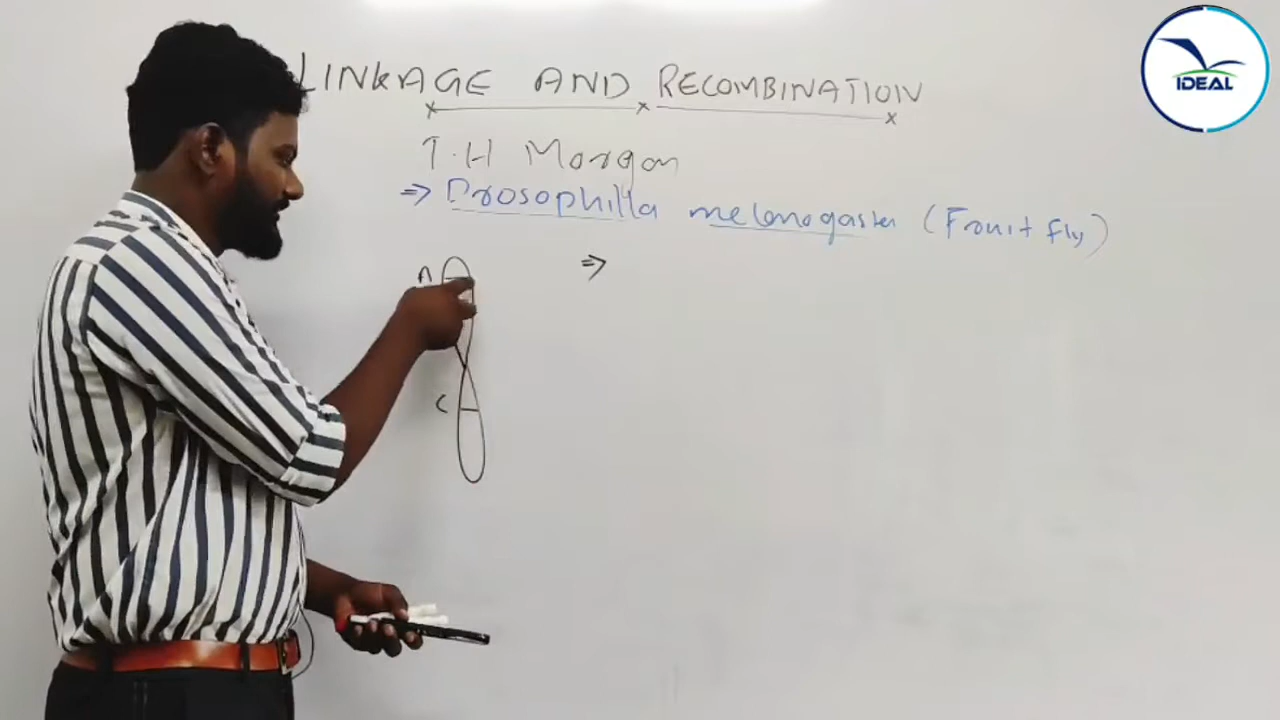 LINKAGE AND RECOMBINATION
IDEAL
T.H Morgan
⇒ Drosophilla melanogaster (Fruit fly)
A
⇒
C